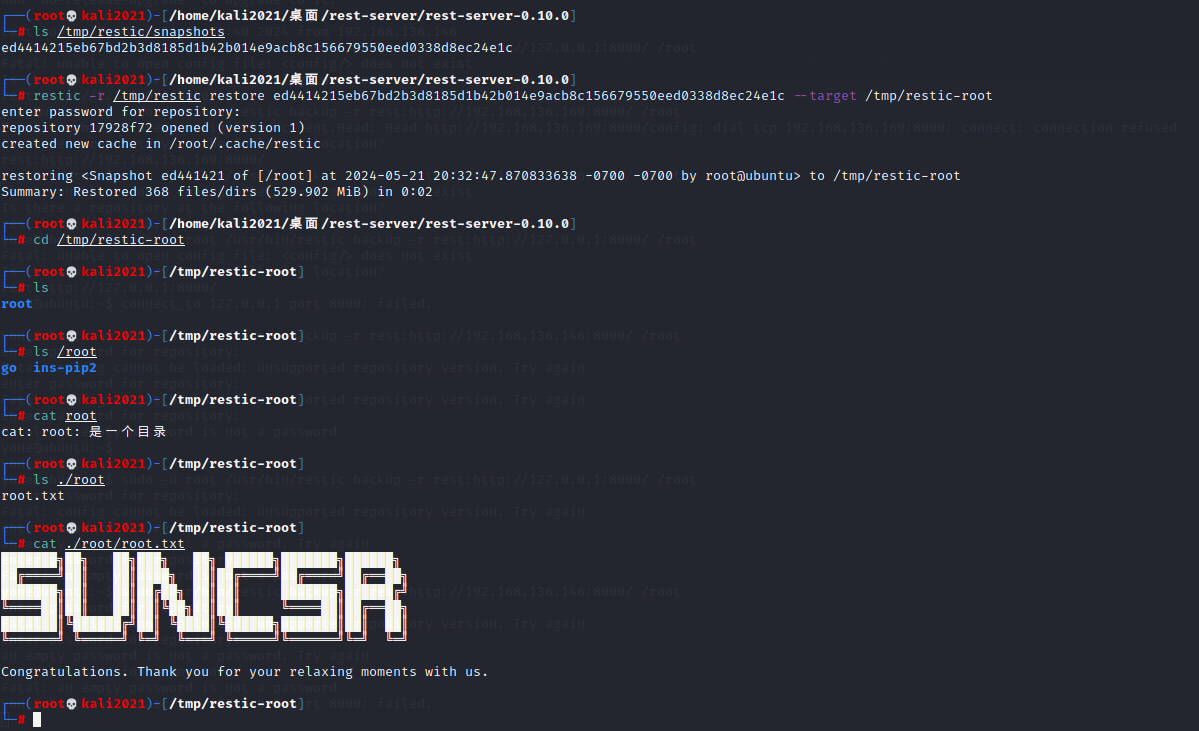 ┌──(root💀kali2021)-[/home/kali2021/桌面/rest-server/rest-server-0.10.0]
└─# ls /tmp/restic/snapshots
ed4414215eb67bd2b3d8185d1b42b014e9acb8c156679550eed0338d8ec24e1c
┌──(root💀kali2021)-[/home/kali2021/桌面/rest-server/rest-server-0.10.0]
└─# restic -r /tmp/restic restore ed4414215eb67bd2b3d8185d1b42b014e9acb8c156679550eed0338d8ec24e1c --target /tmp/restic-root
enter password for repository:
repository 17928f72 opened (version 1)
created new cache in /root/.cache/restic
restoring <Snapshot ed441421 of [/root] at 2024-05-21 20:32:47.870833638 -0700 -0700 by root@ubuntu> to /tmp/restic-root
Summary: Restored 368 files/dirs (529.902 MiB) in 0:02
┌──(root💀kali2021)-[/home/kali2021/桌面/rest-server/rest-server-0.10.0]
└─# cd /tmp/restic-root
┌──(root💀kali2021)-[/tmp/restic-root]
└─# ls
root
┌──(root💀kali2021)-[/tmp/restic-root]
└─# ls /root
go  ins-pip2
┌──(root💀kali2021)-[/tmp/restic-root]
└─# cat root
cat: root: 是一个目录
┌──(root💀kali2021)-[/tmp/restic-root]
└─# ls ./root
root.txt
┌──(root💀kali2021)-[/tmp/restic-root]
└─# cat ./root/root.txt
Congratulations. Thank you for your relaxing moments with us.
┌──(root💀kali2021)-[/tmp/restic-root]
└─#